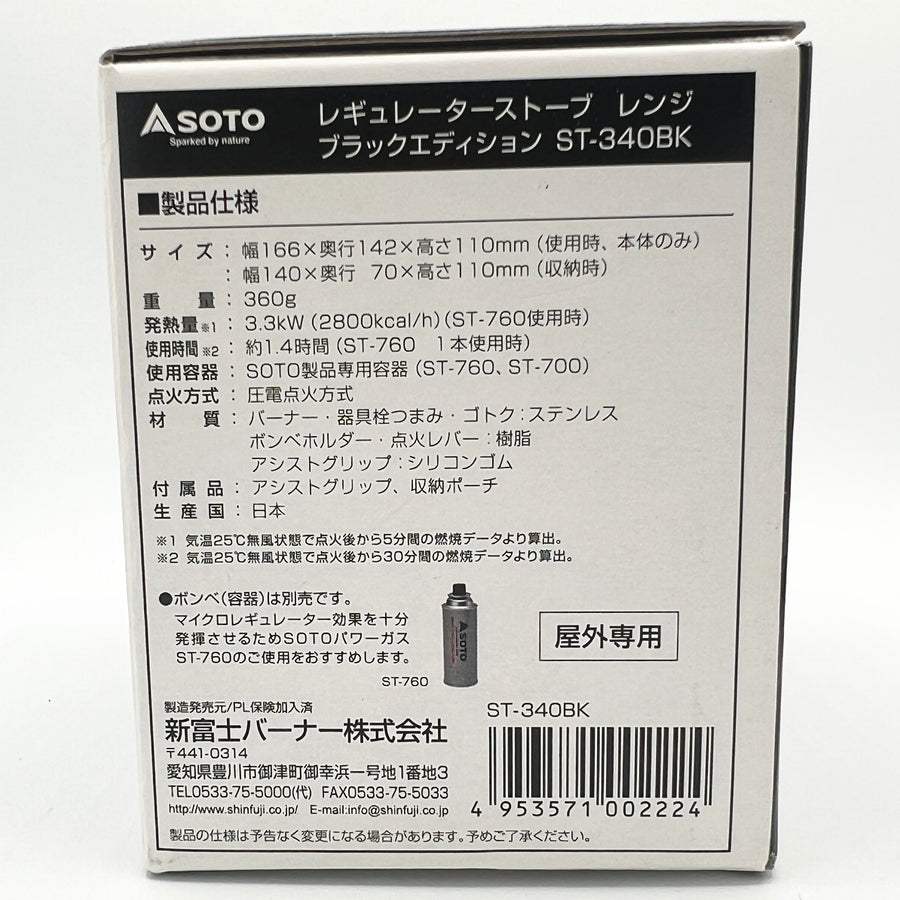 SOTO
Sparked by nature
レギュレーターストーブ レンジ
ブラックエディション ST-340BK
■製品仕様
サイズ：幅166×奥行142×高さ110mm（使用時、本体のみ）
：幅140×奥行 70×高さ110mm（収納時）
重量：360g
発熱量※1：3.3kW（2800kcal/h）（ST-760使用時）
使用時間※2：約1.4時間（ST-760 1本使用時）
使用容器：SOTO製品専用容器（ST-760、ST-700）
点火方式：圧電点火方式
材質：バーナー・器具栓つまみ・ゴトク：ステンレス
ボンベホルダー・点火レバー：樹脂
アシストグリップ：シリコンゴム
付属品：アシストグリップ、収納ポーチ
生産国：日本
※1 気温25℃無風状態で点火後から5分間の燃焼データより算出。
※2 気温25℃無風状態で点火後から30分間の燃焼データより算出。
●ボンベ（容器）は別売です。
マイクロレギュレーター効果を十分
発揮させるためSOTOパワーガス
ST-760のご使用をおすすめします。
SOTO
ST-760
屋外専用
製造発売元/PL保険加入済
新富士バーナー株式会社
〒441-0314
愛知県豊川市御津町御幸浜一号地1番地3
TEL0533-75-5000(代) FAX0533-75-5033
http://www.shinfuji.co.jp/ E-mail:info@shinfuji.co.jp
ST-340BK
4 953571 002224
製品の仕様は予告なく変更になる場合があります。予めご了承ください。